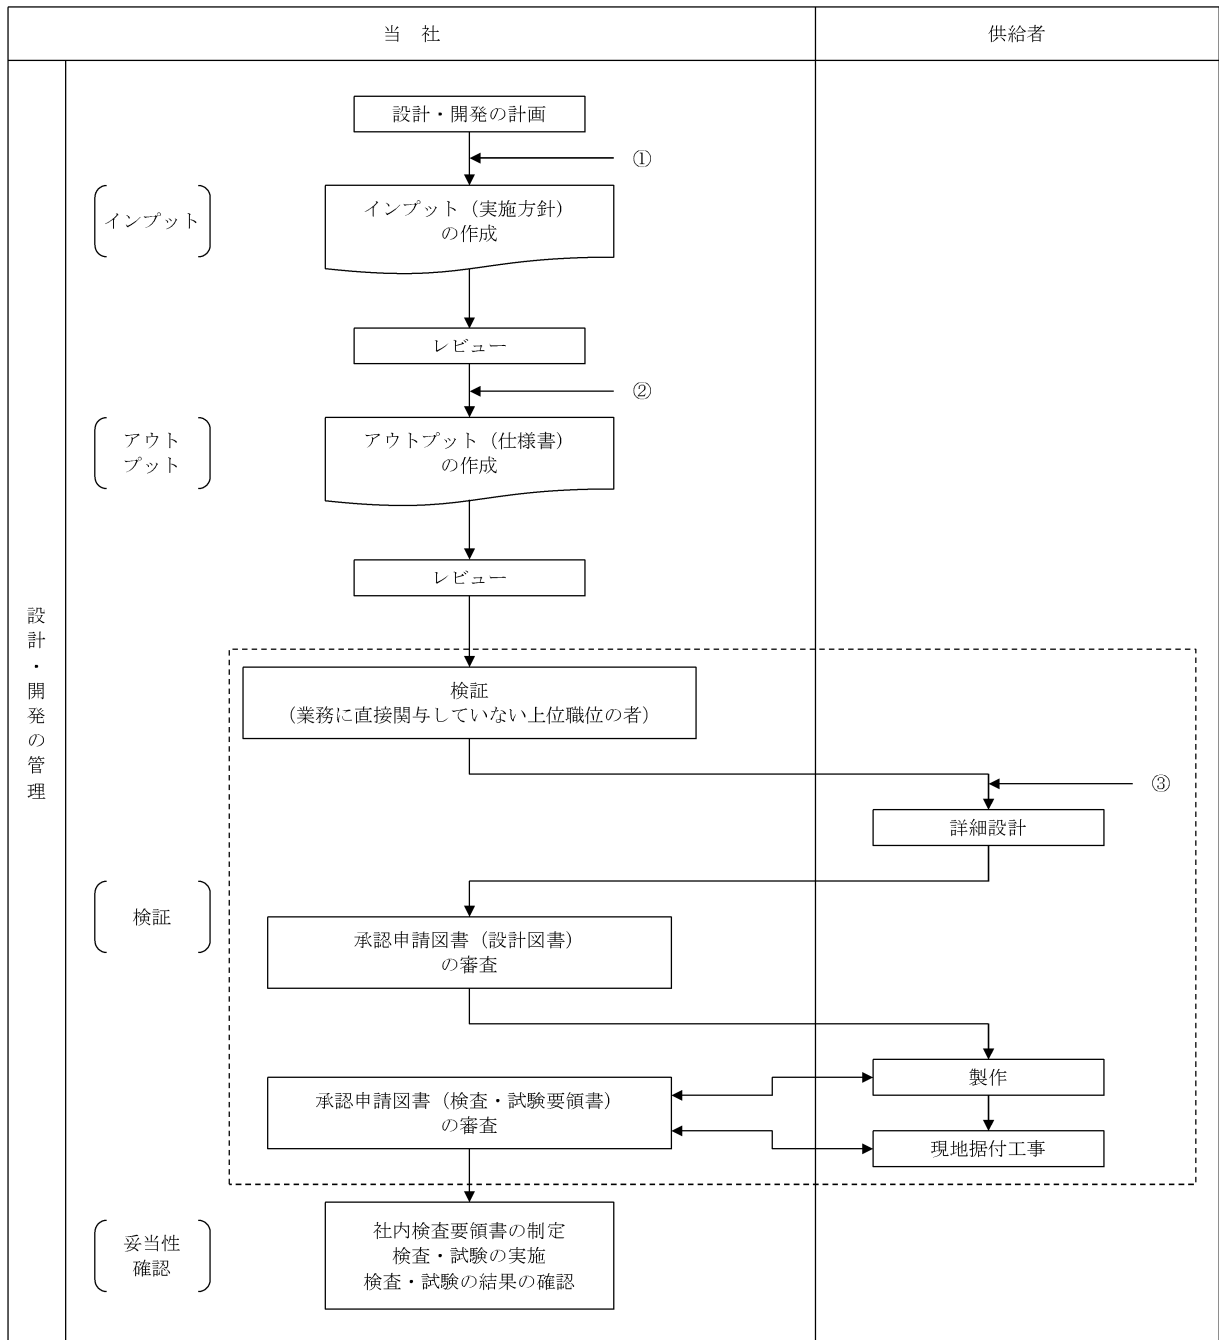 当　社
供給者
設計・開発の計画
①
インプット
インプット（実施方針）
の作成
レビュー
②
アウト
プット
アウトプット（仕様書）
の作成
レビュー
設計・開発の管理
検証
（業務に直接関与していない上位職位の者）
③
詳細設計
検証
承認申請図書（設計図書）
の審査
製作
承認申請図書（検査・試験要領書）
の審査
現地据付工事
妥当性
確認
社内検査要領書の制定
検査・試験の実施
検査・試験の結果の確認